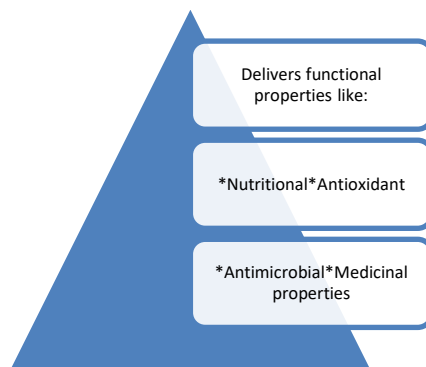 Delivers functional
properties like:
*Nutritional*Antioxidant
*Antimicrobial*Medicinal
properties